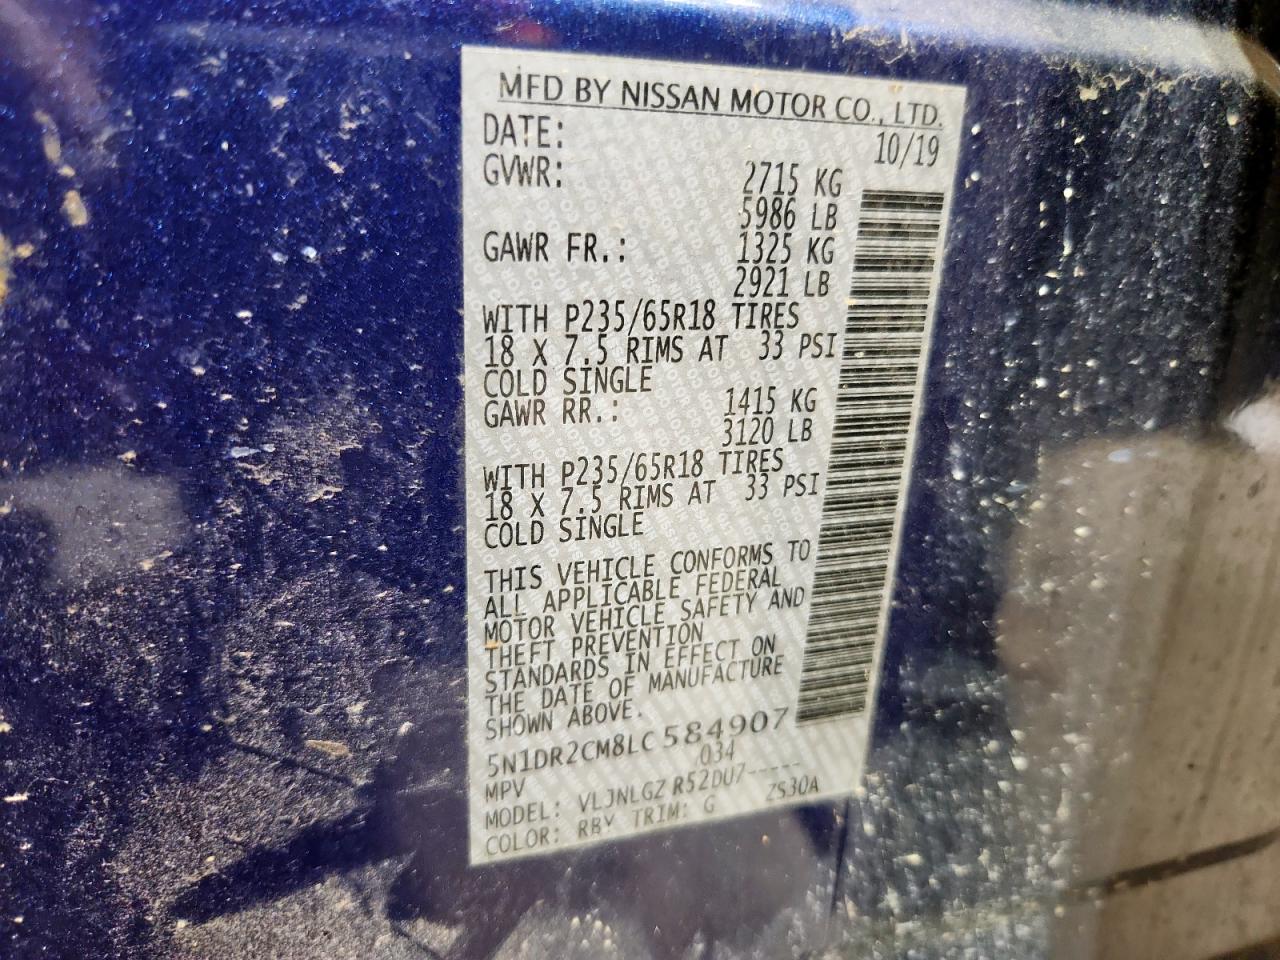 MFD BY NISSAN MOTOR CO., LTD.
DATE: 10/19
GVWR: 2715 KG
5986 LB
GAWR FR.: 1325 KG
2921 LB
WITH P235/65R18 TIRES
18 X 7.5 RIMS AT 33 PSI
COLD SINGLE
GAWR RR.: 1415 KG
3120 LB
WITH P235/65R18 TIRES
18 X 7.5 RIMS AT 33 PSI
COLD SINGLE
THIS VEHICLE CONFORMS TO
ALL APPLICABLE FEDERAL
MOTOR VEHICLE SAFETY AND
THEFT PREVENTION
STANDARDS IN EFFECT ON
THE DATE OF MANUFACTURE
SHOWN ABOVE.
5N1DR2CM8LC584907
MPV 034
MODEL: VLJNLGZ R52DU7-----
COLOR: RBY TRIM: G ZS30A